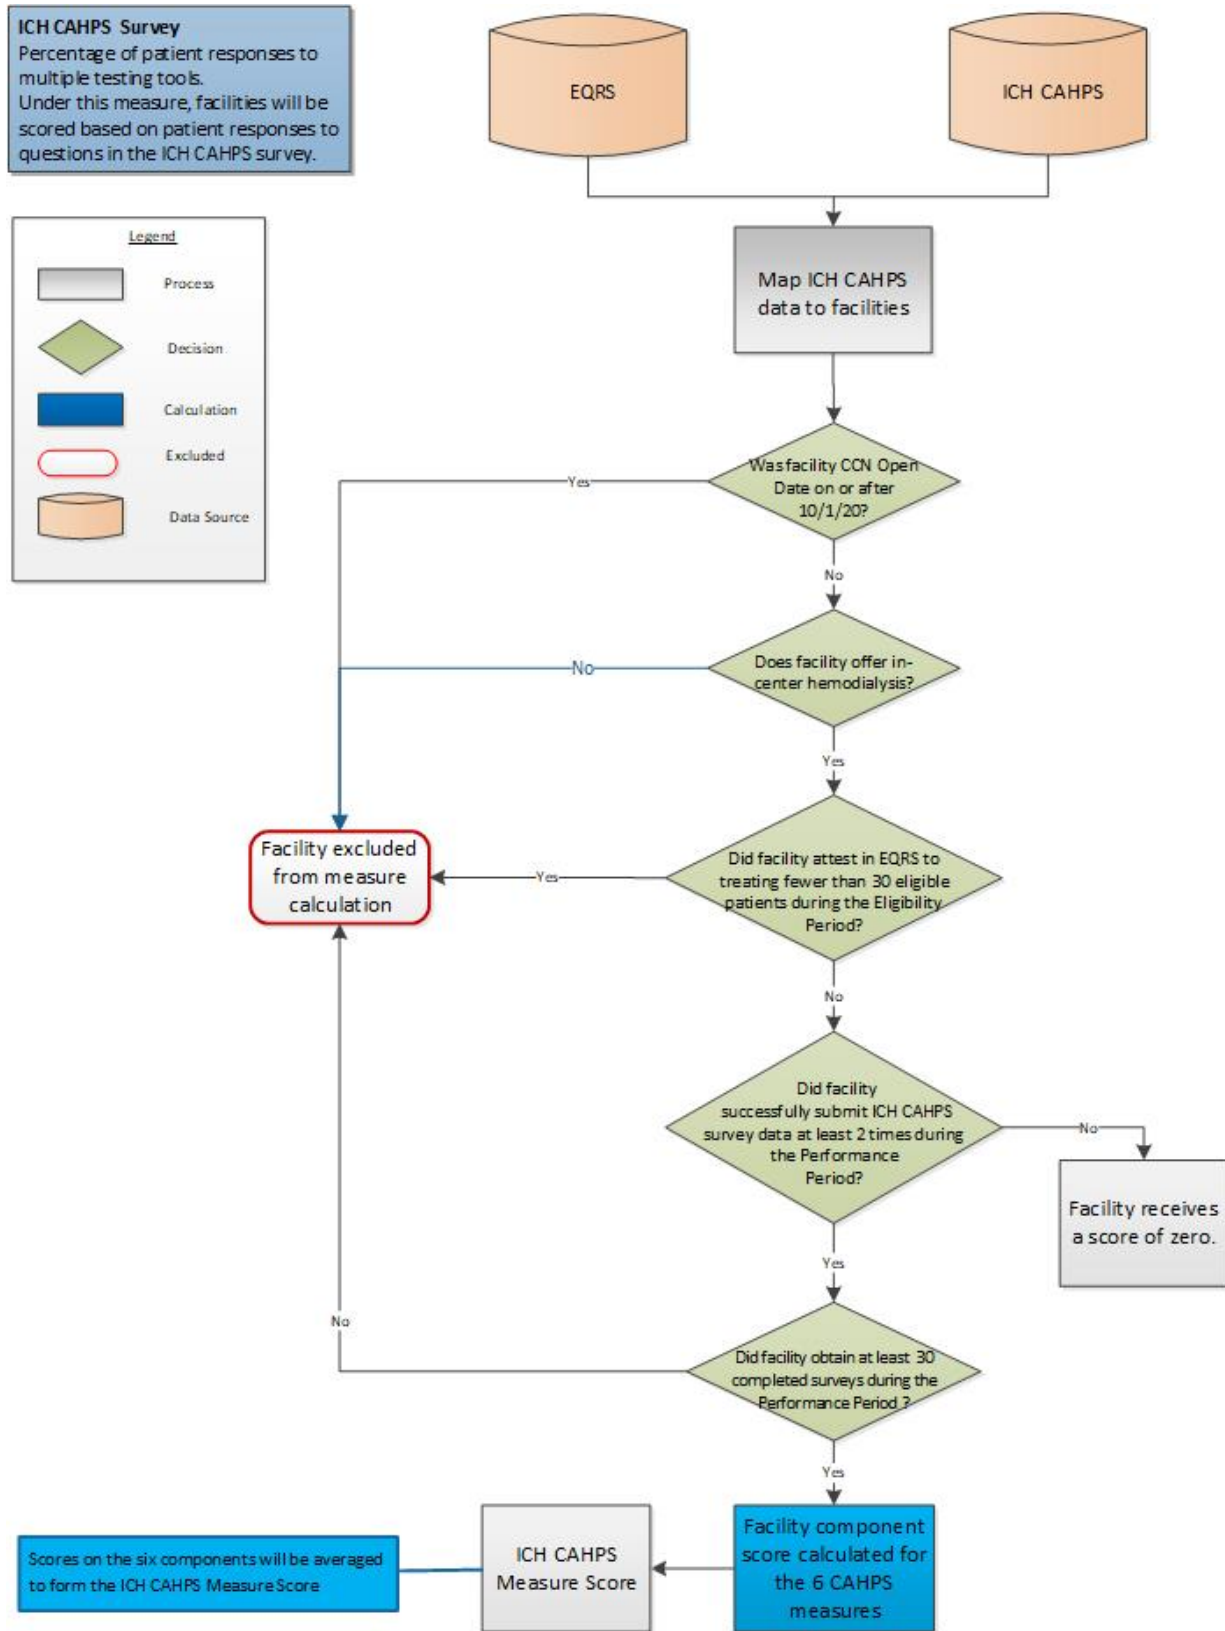 ICH CAHPS Survey
Percentage of patient responses to
multiple testing tools.
Under this measure, facilities will be
scored based on patient responses to
questions in the ICH CAHPS survey.
EQRS
ICH CAHPS
Legend
Process
Decision
Calculation
Excluded
Data Source
Map ICH CAHPS
data to facilities
Was facility CCN Open
Date on or after
10/1/20?
Yes
No
Does facility offer in-
center hemodialysis?
No
Yes
Did facility attest in EQRS to
treating fewer than 30 eligible
patients during the Eligibility
Period?
Yes
Facility excluded
from measure
calculation
No
Did facility
successfully submit ICH CAHPS
survey data at least 2 times during
the Performance
Period?
No
Facility receives
a score of zero.
Yes
Did facility obtain at least 30
completed surveys during the
Performance Period ?
No
Yes
Facility component
score calculated for
the 6 CAHPS
measures
ICH CAHPS
Measure Score
Scores on the six components will be averaged
to form the ICH CAHPS Measure Score